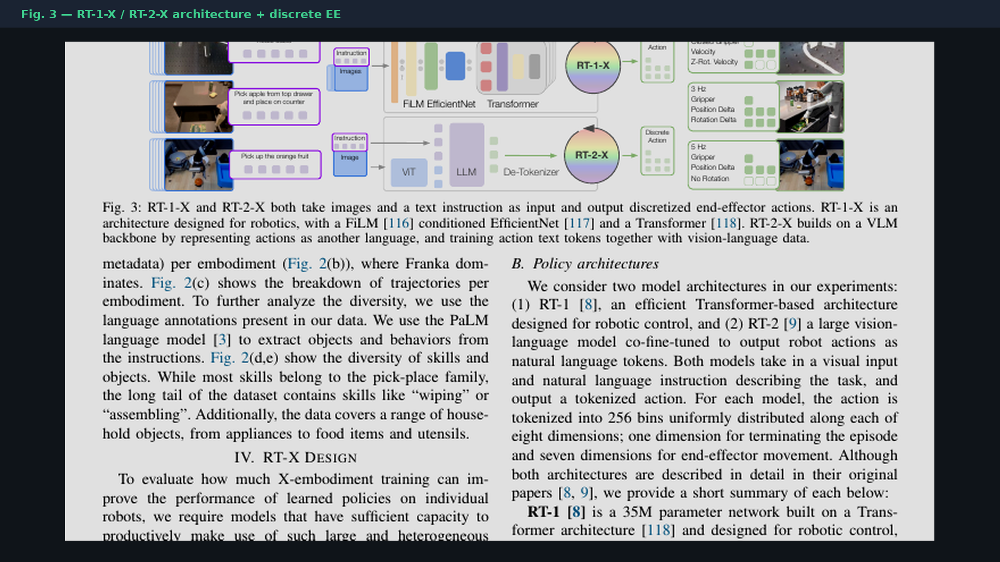 Fig. 3 — RT-1-X / RT-2-X architecture + discrete EE
Instruction
Images
FiLM EfficientNet
Transformer
RT-1-X
Action
Velocity
Z-Rot. Velocity
Pick apple from top drawer
and place on counter
3 Hz
Gripper
Position Delta
Rotation Delta
Pick up the orange fruit
Instruction
Image
ViT
LLM
De-Tokenizer
RT-2-X
Discrete
Action
5 Hz
Gripper
Position Delta
No Rotation
Fig. 3: RT-1-X and RT-2-X both take images and a text instruction as input and output discretized end-effector actions. RT-1-X is an
architecture designed for robotics, with a FiLM [116] conditioned EfficientNet [117] and a Transformer [118]. RT-2-X builds on a VLM
backbone by representing actions as another language, and training action text tokens together with vision-language data.
metadata) per embodiment (Fig. 2(b)), where Franka dom-
inates. Fig. 2(c) shows the breakdown of trajectories per
embodiment. To further analyze the diversity, we use the
language annotations present in our data. We use the PaLM
language model [3] to extract objects and behaviors from
the instructions. Fig. 2(d,e) show the diversity of skills and
objects. While most skills belong to the pick-place family,
the long tail of the dataset contains skills like “wiping” or
“assembling”. Additionally, the data covers a range of house-
hold objects, from appliances to food items and utensils.
IV. RT-X DESIGN
To evaluate how much X-embodiment training can im-
prove the performance of learned policies on individual
robots, we require models that have sufficient capacity to
productively make use of such large and heterogeneous
B. Policy architectures
We consider two model architectures in our experiments:
(1) RT-1 [8], an efficient Transformer-based architecture
designed for robotic control, and (2) RT-2 [9] a large vision-
language model co-fine-tuned to output robot actions as
natural language tokens. Both models take in a visual input
and natural language instruction describing the task, and
output a tokenized action. For each model, the action is
tokenized into 256 bins uniformly distributed along each of
eight dimensions; one dimension for terminating the episode
and seven dimensions for end-effector movement. Although
both architectures are described in detail in their original
papers [8, 9], we provide a short summary of each below:
RT-1 [8] is a 35M parameter network built on a Trans-
former architecture [118] and designed for robotic control,